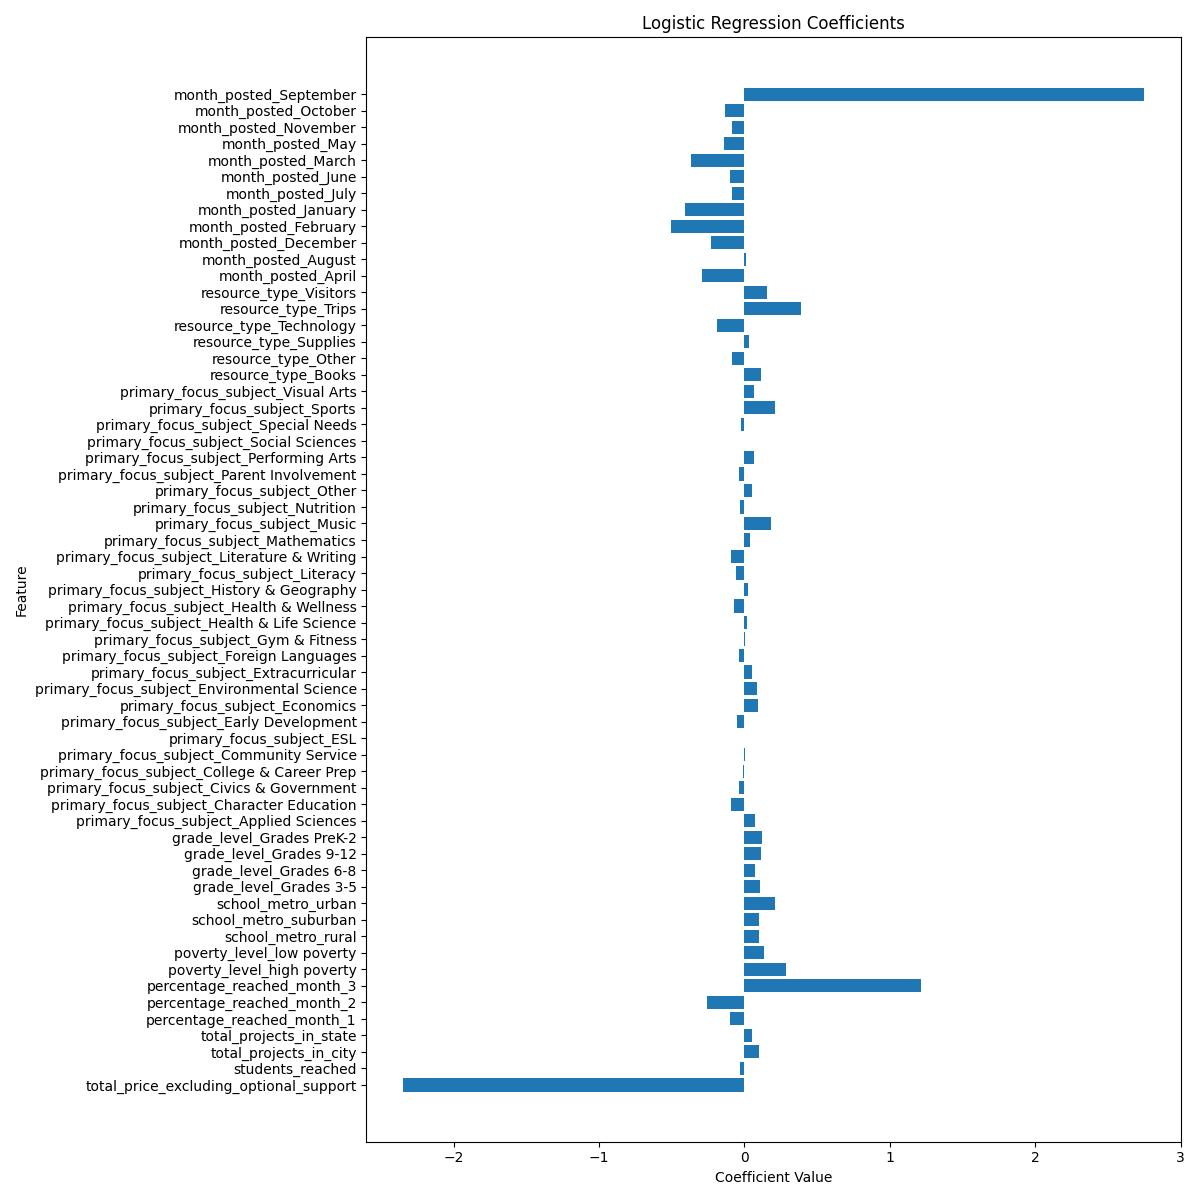 Logistic Regression Coefficients
month_posted_September
month_posted_October
month_posted_November
month_posted_May
month_posted_March
month_posted_June
month_posted_July
month_posted_January
month_posted_February
month_posted_December
month_posted_August
month_posted_April
resource_type_Visitors
resource_type_Trips
resource_type_Technology
resource_type_Supplies
resource_type_Other
resource_type_Books
primary_focus_subject_Visual Arts
primary_focus_subject_Sports
primary_focus_subject_Special Needs
primary_focus_subject_Social Sciences
primary_focus_subject_Performing Arts
primary_focus_subject_Parent Involvement
primary_focus_subject_Other
primary_focus_subject_Nutrition
primary_focus_subject_Music
primary_focus_subject_Mathematics
primary_focus_subject_Literature & Writing
primary_focus_subject_Literacy
primary_focus_subject_History & Geography
primary_focus_subject_Health & Wellness
primary_focus_subject_Health & Life Science
primary_focus_subject_Gym & Fitness
primary_focus_subject_Foreign Languages
primary_focus_subject_Extracurricular
primary_focus_subject_Environmental Science
primary_focus_subject_Economics
primary_focus_subject_Early Development
primary_focus_subject_ESL
primary_focus_subject_Community Service
primary_focus_subject_College & Career Prep
primary_focus_subject_Civics & Government
primary_focus_subject_Character Education
primary_focus_subject_Applied Sciences
grade_level_Grades PreK-2
grade_level_Grades 9-12
grade_level_Grades 6-8
grade_level_Grades 3-5
school_metro_urban
school_metro_suburban
school_metro_rural
poverty_level_low poverty
poverty_level_high poverty
percentage_reached_month_3
percentage_reached_month_2
percentage_reached_month_1
total_projects_in_state
total_projects_in_city
students_reached
total_price_excluding_optional_support
Feature
−2 −1 0 1 2 3
Coefficient Value